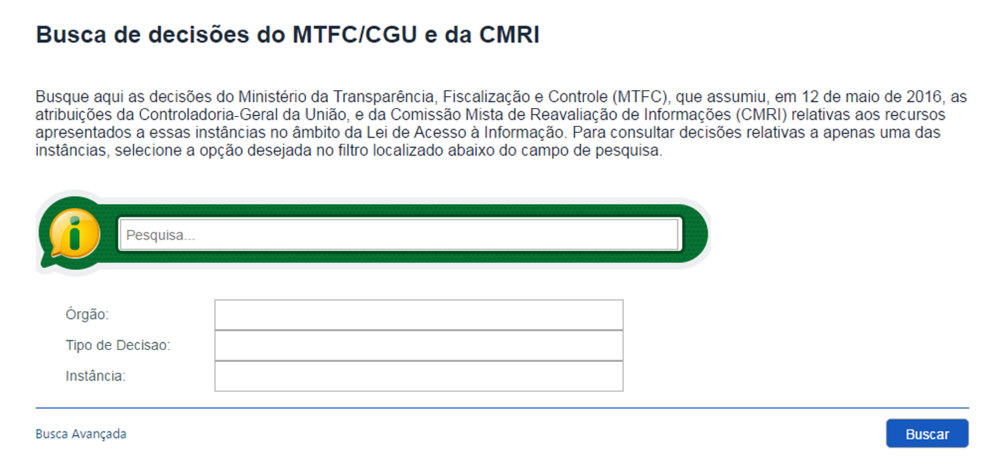 Busca de decisões do MTFC/CGU e da CMRI
Busque aqui as decisões do Ministério da Transparência, Fiscalização e Controle (MTFC), que assumiu, em 12 de maio de 2016, as
atribuições da Controladoria-Geral da União, e da Comissão Mista de Reavaliação de Informações (CMRI) relativas aos recursos
apresentados a essas instâncias no âmbito da Lei de Acesso à Informação. Para consultar decisões relativas a apenas uma das
instâncias, selecione a opção desejada no filtro localizado abaixo do campo de pesquisa.
Pesquisa...
Órgão:
Tipo de Decisao:
Instância:
Busca Avançada
Buscar